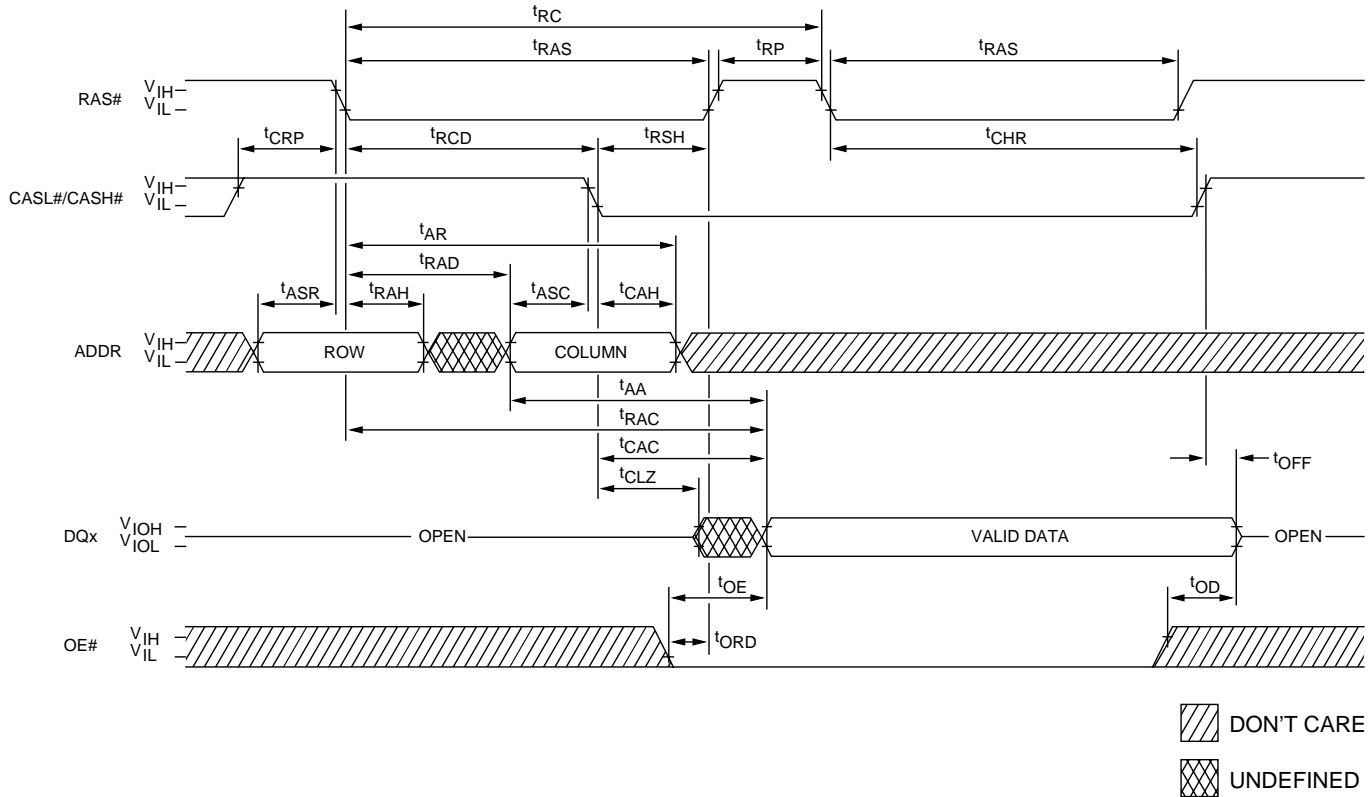 tRC
tRAS tRP tRAS
RAS# VIH
VIL
tCRP tRCD tRSH tCHR
CASL#/CASH# VIH
VIL
tAR
tRAD
tASR tRAH tASC tCAH
ADDR VIH
VIL
ROW COLUMN
tAA
tRAC
tCAC
tOFF
tCLZ
DQx VIOH
VIOL
OPEN VALID DATA OPEN
tOE tOD
OE# VIH
VIL
tORD
DON'T CARE
UNDEFINED